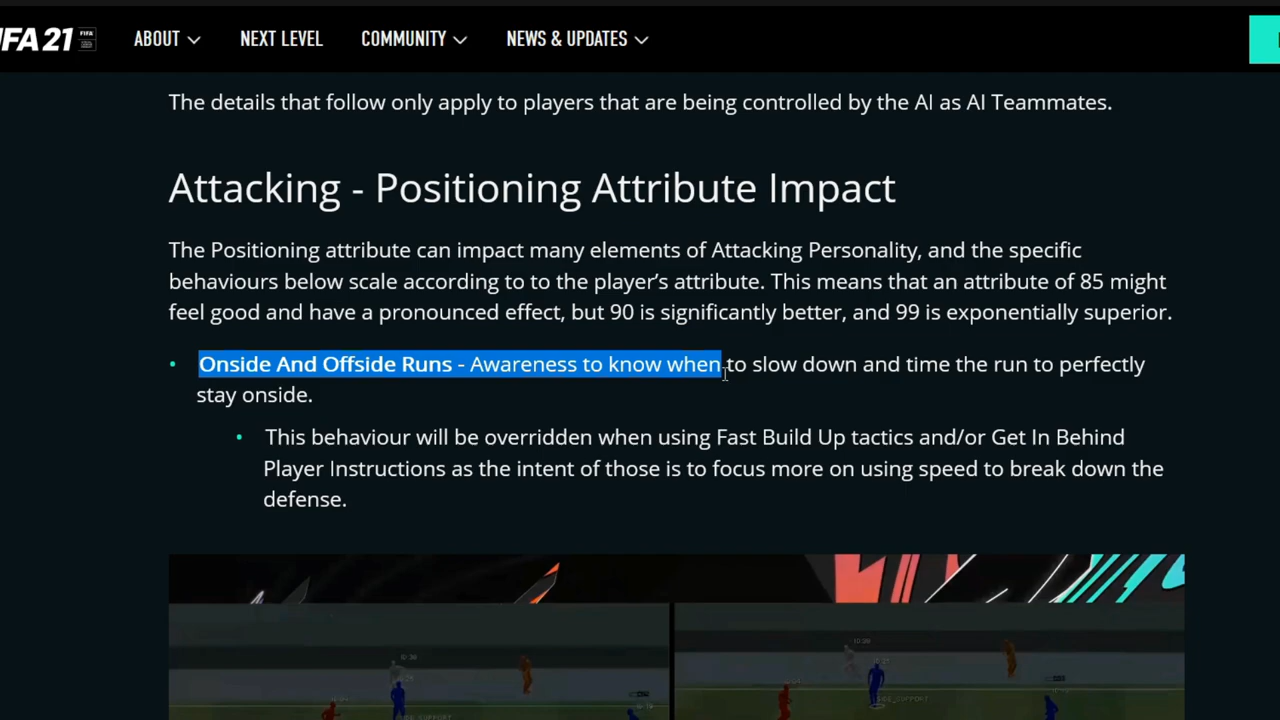 IFA 21 FIFA ABOUT NEXT LEVEL COMMUNITY NEWS & UPDATES
The details that follow only apply to players that are being controlled by the AI as AI Teammates.
Attacking - Positioning Attribute Impact
The Positioning attribute can impact many elements of Attacking Personality, and the specific
behaviours below scale according to to the player’s attribute. This means that an attribute of 85 might
feel good and have a pronounced effect, but 90 is significantly better, and 99 is exponentially superior.
• Onside And Offside Runs - Awareness to know when to slow down and time the run to perfectly
stay onside.
• This behaviour will be overridden when using Fast Build Up tactics and/or Get In Behind
Player Instructions as the intent of those is to focus more on using speed to break down the
defense.